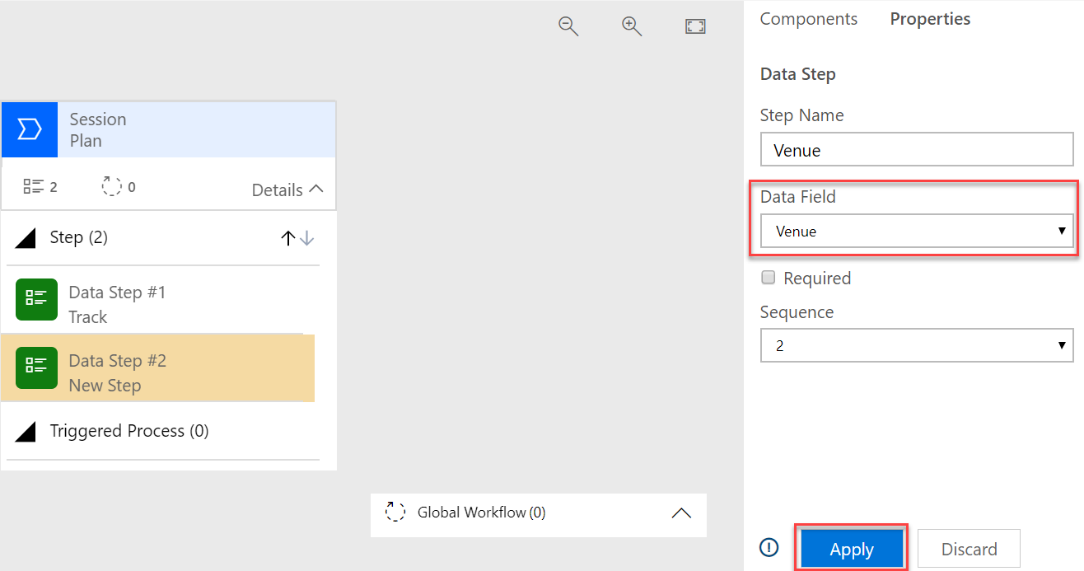 Components Properties
Session
Plan
2 0 Details
Step (2)
Data Step #1
Track
Data Step #2
New Step
Triggered Process (0)
Global Workflow (0)
Data Step
Step Name
Venue
Data Field
Venue
Required
Sequence
2
Apply Discard